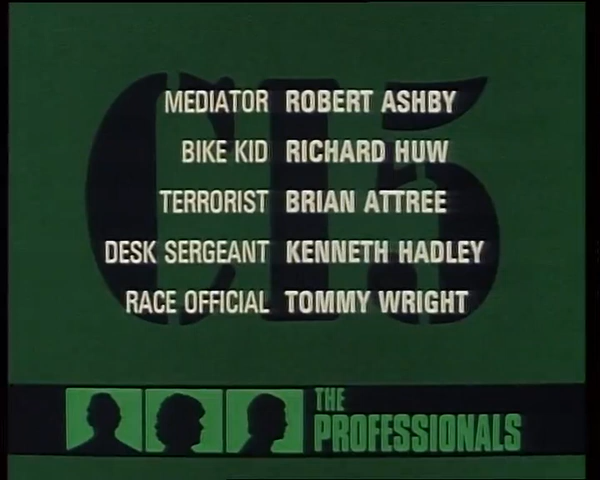 CI5
MEDIATOR ROBERT ASHBY
BIKE KID RICHARD HUW
TERRORIST BRIAN ATTREE
DESK SERGEANT KENNETH HADLEY
RACE OFFICIAL TOMMY WRIGHT
THE
PROFESSIONALS